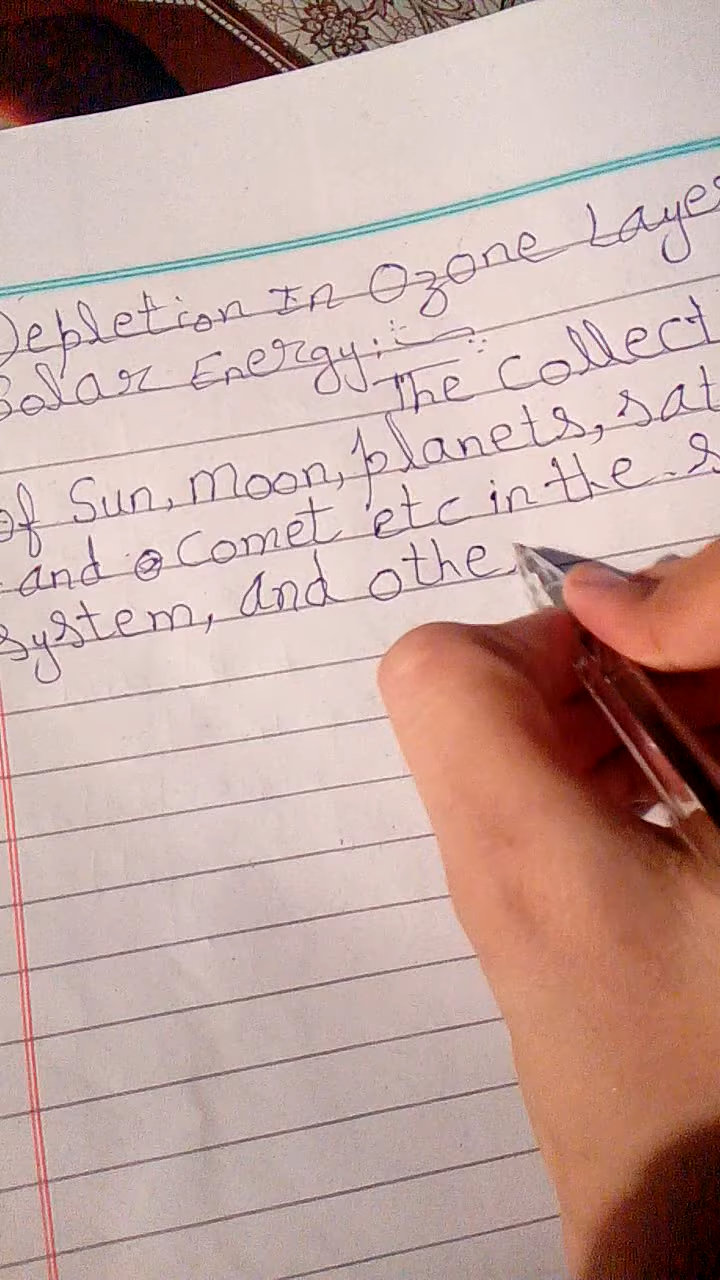 Depletion In Ozone Laye
Solar Energy:
The collect
of Sun, Moon, planets, sat
and comet etc in the s
system, and othe